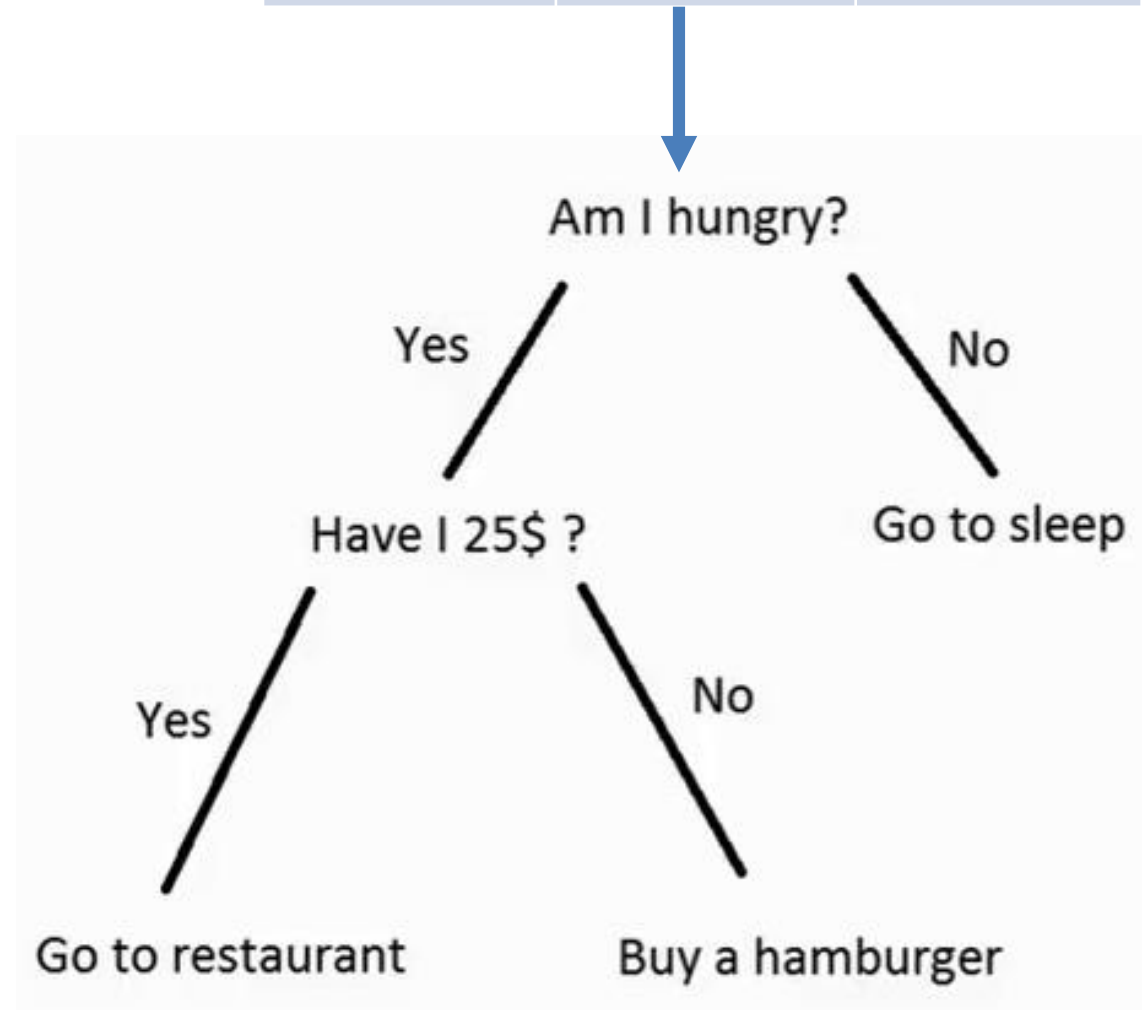 Am I hungry?
Yes
No
Have I 25$ ?
Go to sleep
Yes
No
Go to restaurant
Buy a hamburger